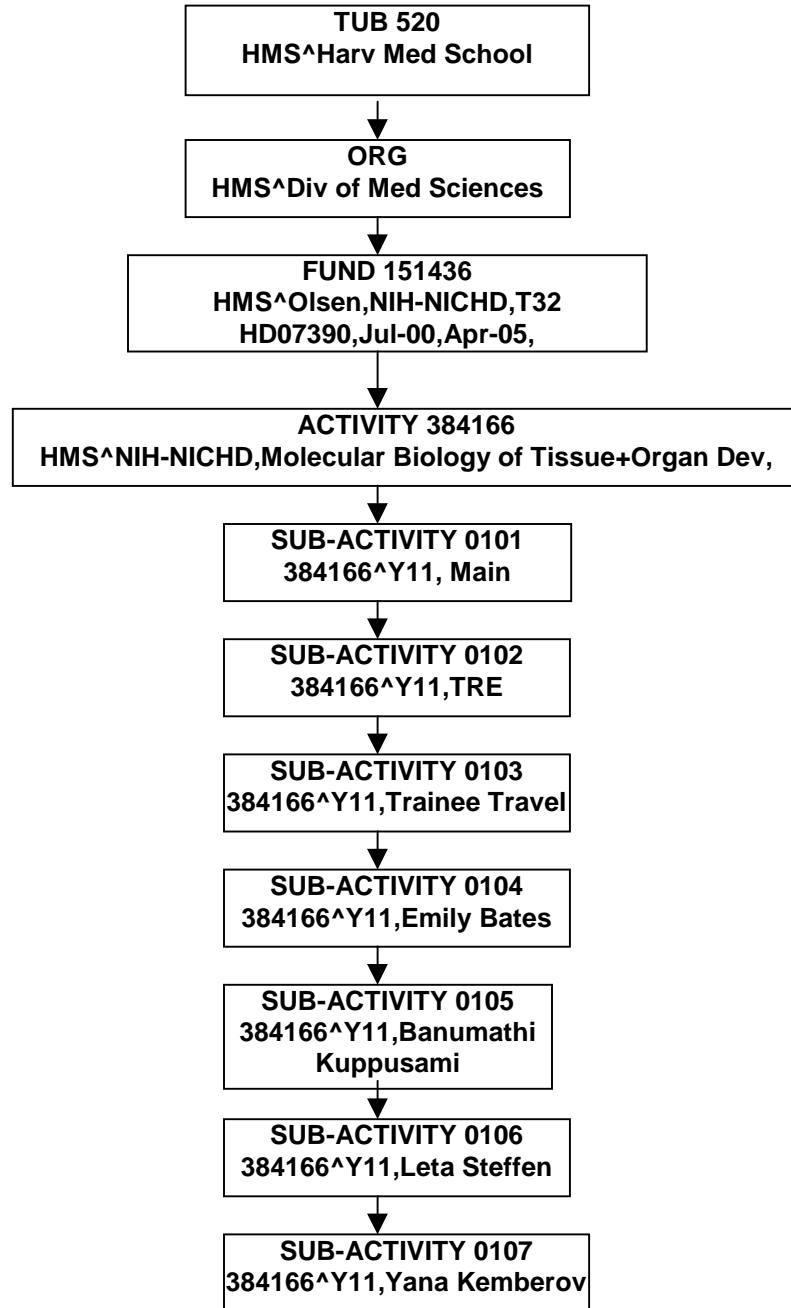 TUB 520
HMS^Harv Med School
ORG
HMS^Div of Med Sciences
FUND 151436
HMS^Olsen,NIH-NICHD,T32
HD07390,Jul-00,Apr-05,
ACTIVITY 384166
HMS^NIH-NICHD,Molecular Biology of Tissue+Organ Dev,
SUB-ACTIVITY 0101
384166^Y11, Main
SUB-ACTIVITY 0102
384166^Y11,TRE
SUB-ACTIVITY 0103
384166^Y11,Trainee Travel
SUB-ACTIVITY 0104
384166^Y11,Emily Bates
SUB-ACTIVITY 0105
384166^Y11,Banumathi
Kuppusami
SUB-ACTIVITY 0106
384166^Y11,Leta Steffen
SUB-ACTIVITY 0107
384166^Y11,Yana Kemberov